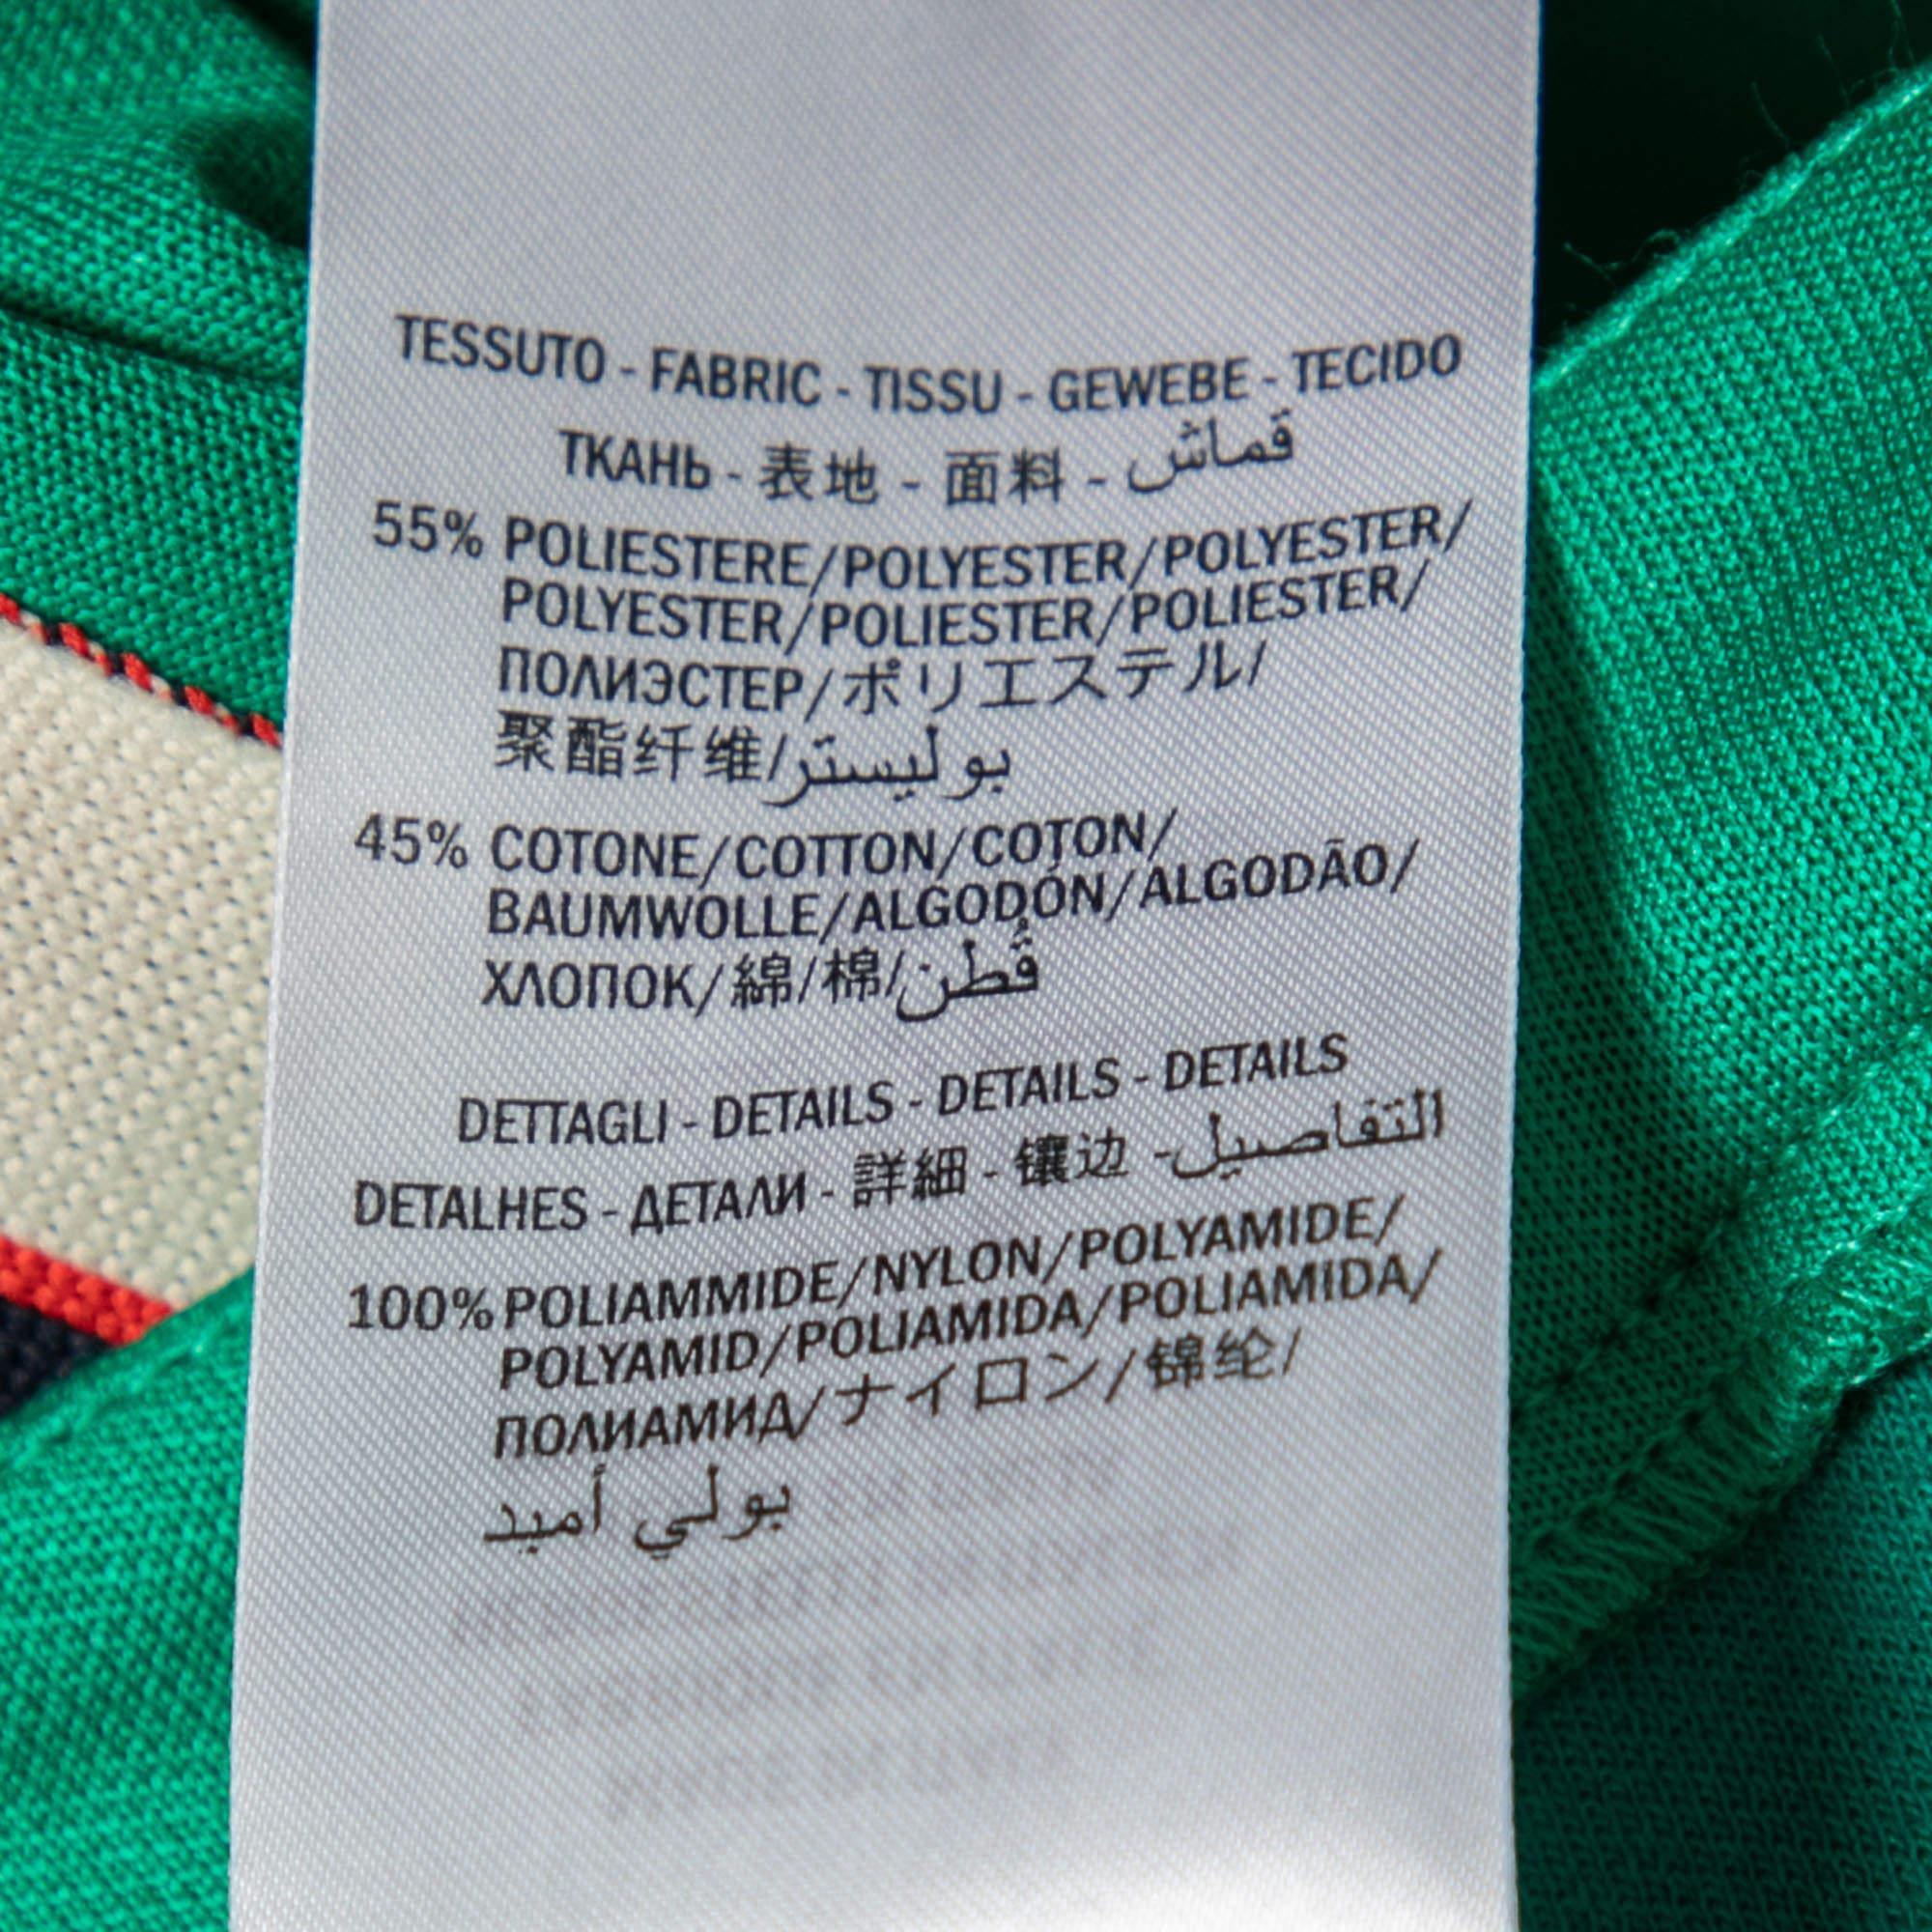 TESSUTO - FABRIC - TISSU - GEWEBE - TECIDO
ТКАНЬ - 表地 - 面料 - قماش
55% POLIESTERE/POLYESTER/POLYESTER/
POLYESTER/POLIESTER/POLIESTER/
ПОЛИЭСТЕР/ポリエステル/
聚酯纤维/بوليستر
45% COTONE/COTTON/COTON/
BAUMWOLLE/ALGODÓN/ALGODÃO/
ХЛОПОК/綿/棉/قُطن
DETTAGLI - DETAILS - DETAILS - DETAILS
DETALHES - ДЕТАЛИ - 詳細 - 镶边 - التفاصيل
100% POLIAMMIDE/NYLON/POLYAMIDE/
POLYAMID/POLIAMIDA/POLIAMIDA/
ПОЛИАМИД/ナイロン/锦纶/
بولي أميد